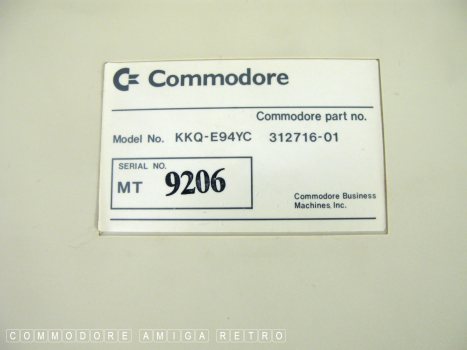 Commodore
Commodore part no.
Model No. KKQ-E94YC 312716-01
SERIAL NO.
MT 9206
Commodore Business
Machines, Inc.
COMMODORE AMIGA RETRO